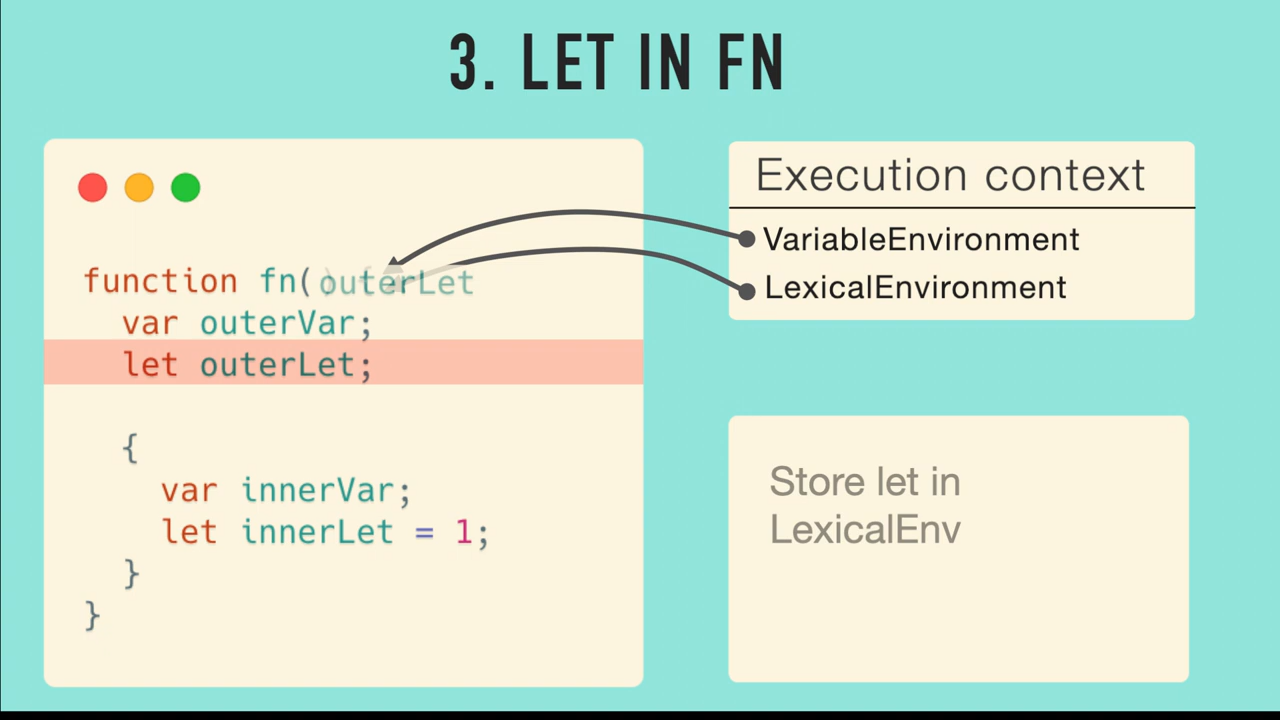 3. LET IN FN
function fn( outerLet
var outerVar;
let outerLet;
{
var innerVar;
let innerLet = 1;
}
}
Execution context
VariableEnvironment
LexicalEnvironment
Store let in
LexicalEnv